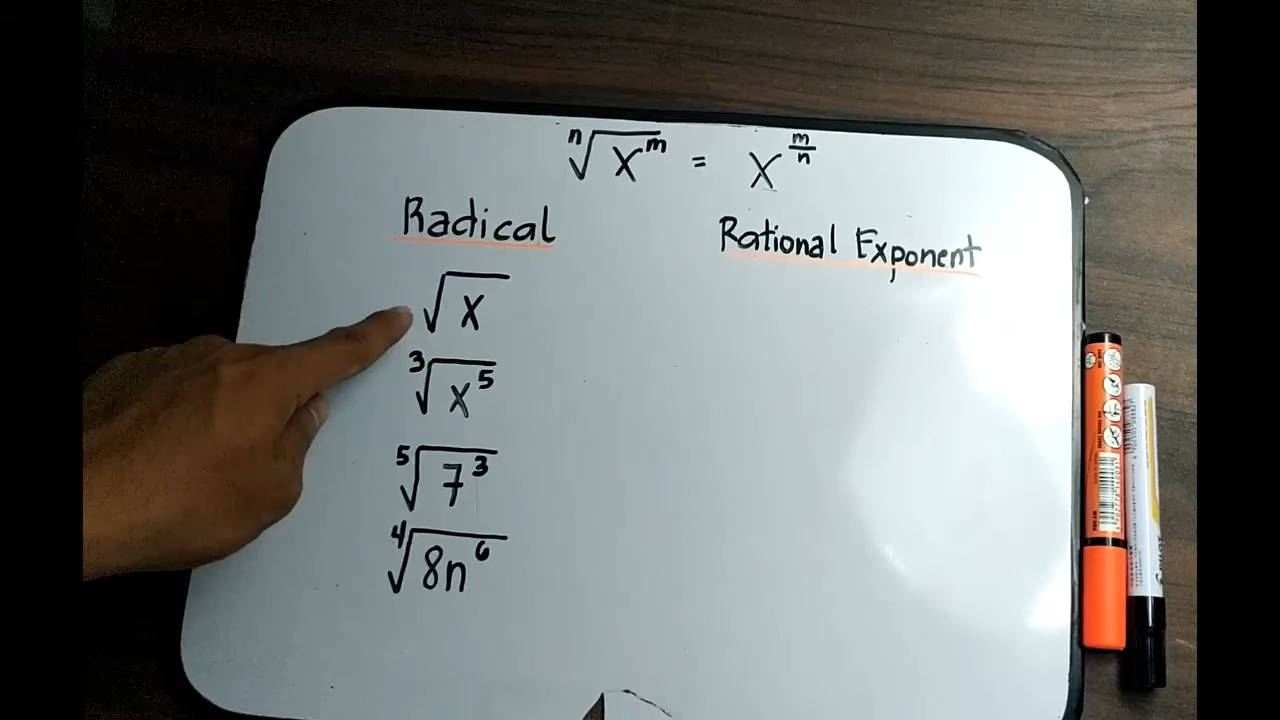 ⁿ√xᵐ = x^(m/n)
Radical
Rational Exponent
√x
³√x⁵
⁵√7³
⁴√8n⁶